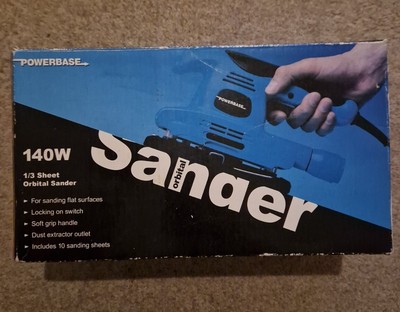 POWERBASE
POWERBASE
140W
Sander
orbital
1/3 Sheet
Orbital Sander
For sanding flat surfaces
Locking on switch
Soft grip handle
Dust extractor outlet
Includes 10 sanding sheets